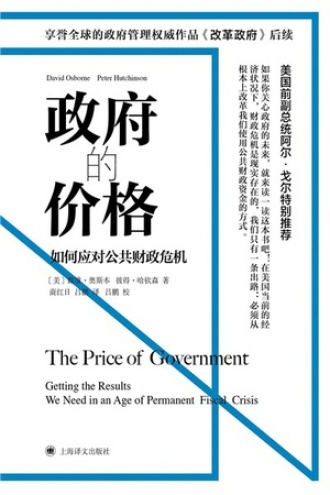 享誉全球的政府管理权威作品《改革政府》后续
David Osborne Peter Hutchinson
政府
的
价格
如何应对公共财政危机
[美] 戴维·奥斯本 彼得·哈钦森 著
商红日 吕鹏 译 吕鹏 校
美国前副总统阿尔·戈尔特别推荐
如果你关心政府的未来,就来读一读这本书吧!在美国当前的经
济状况下,财政危机是现实存在的,我们只有一条出路:必须从
根本上改革我们使用公共财政资金的方式。
The Price of Government
Getting the Results
We Need in an Age of Permanent Fiscal Crisis
上海译文出版社